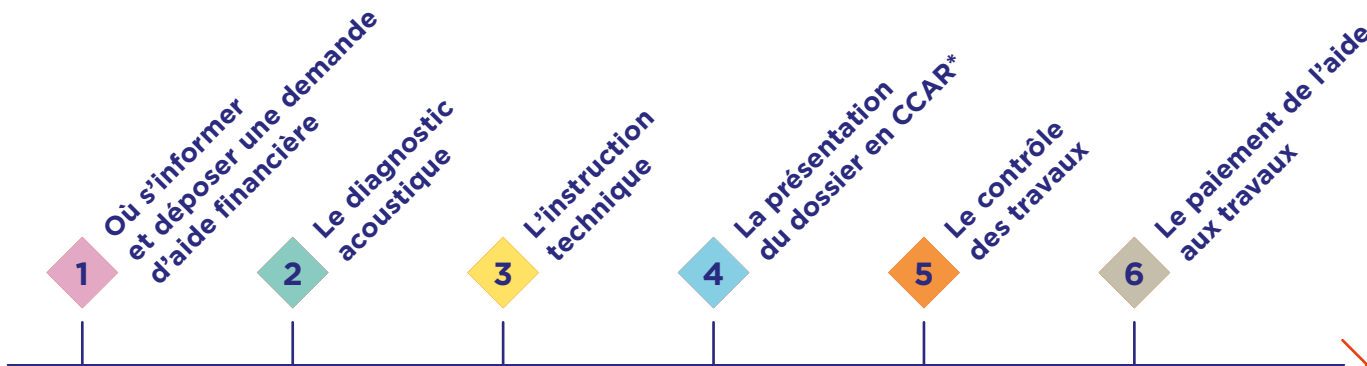 1
Où s'informer
et déposer une demande
d'aide financière
2
Le diagnostic
acoustique
3
L'instruction
technique
4
La présentation
du dossier en CCAR*
5
Le contrôle
des travaux
6
Le paiement de l'aide
aux travaux